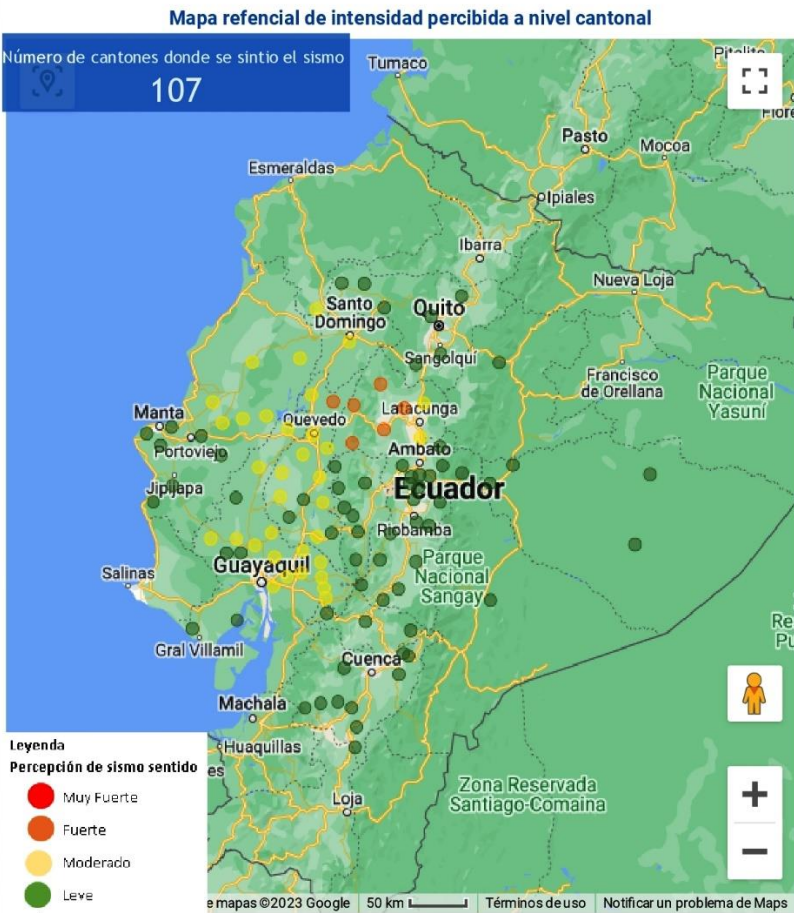 Mapa refencial de intensidad percibida a nivel cantonal
Número de cantones donde se sintio el sismo
107
Tumaco
Pasto
Mocoa
Esmeraldas
Ipiales
Ibarra
Nueva Loja
Santo
Domingo
Quito
Sangolquí
Francisco
de Orellana
Parque
Nacional
Yasuní
Manta
Latacunga
Quevedo
Portoviejo
Ambato
Jipijapa
Ecuador
Riobamba
Guayaquil
Parque
Nacional
Sangay
Salinas
Gral Villamil
Cuenca
Machala
Huaquillas
Zona Reservada
Santiago-Comaina
Loja
Leyenda
Percepción de sismo sentido
Muy Fuerte
Fuerte
Moderado
Leve
e mapas ©2023 Google 50 km Términos de uso Notificar un problema de Maps